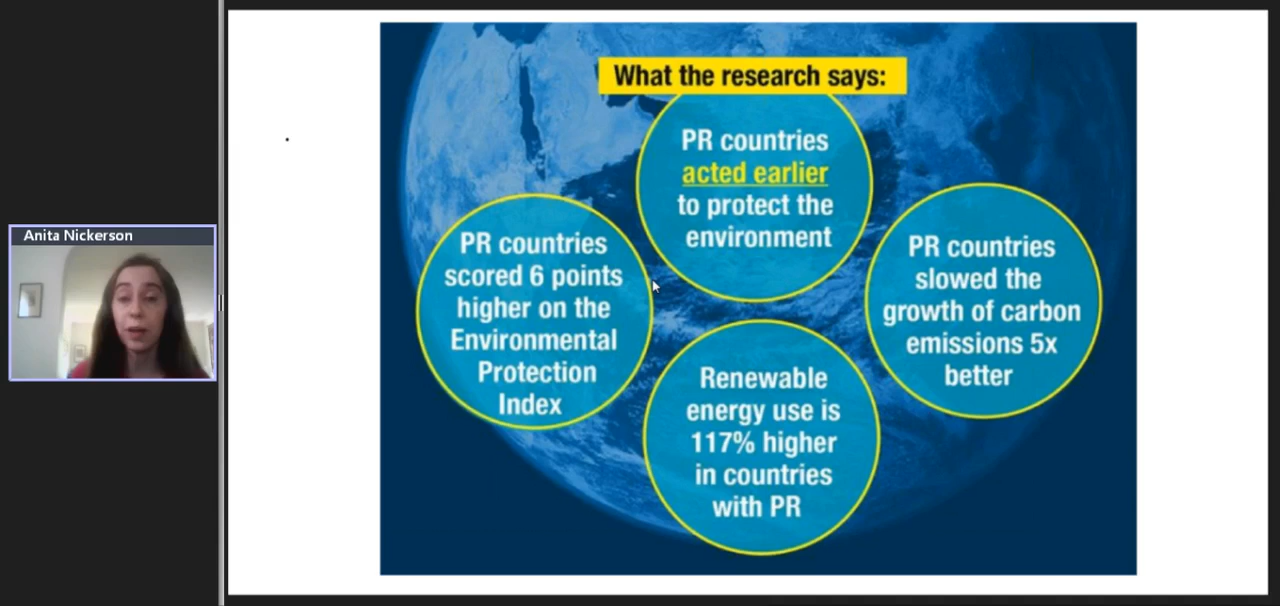 Anita Nickerson
What the research says:
PR countries
acted earlier
to protect the
environment
PR countries
scored 6 points
higher on the
Environmental
Protection
Index
PR countries
slowed the
growth of carbon
emissions 5x
better
Renewable
energy use is
117% higher
in countries
with PR